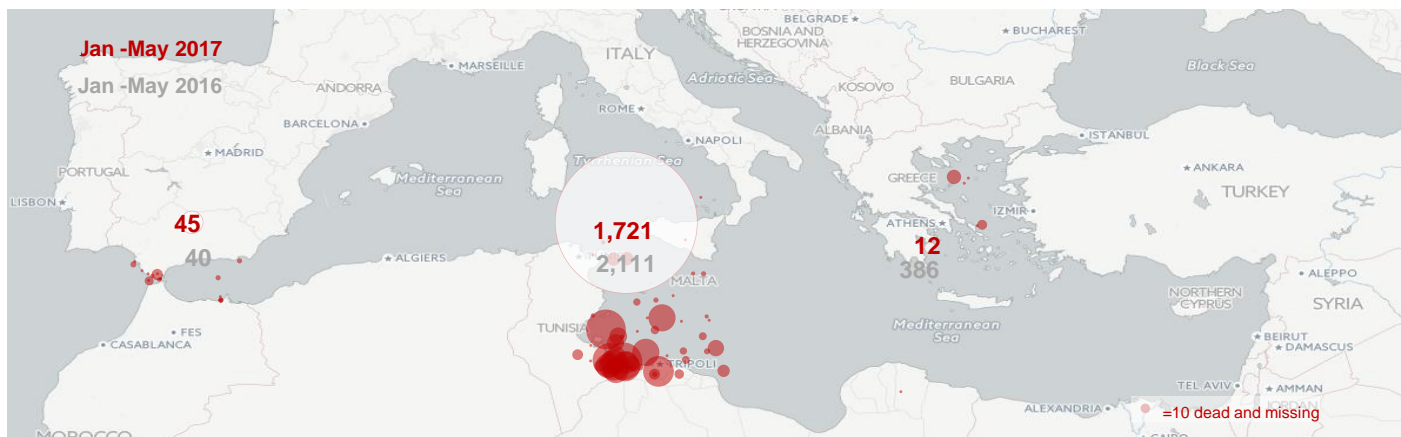 Jan -May 2017
Jan -May 2016
BELGRADE
BOSNIA AND
HERZEGOVINA
BUCHAREST
ITALY
MARSEILLE
Adriatic Sea
Black Sea
ANDORRA
KOSOVO
BULGARIA
ROME
BARCELONA
ALBANIA
ISTANBUL
NAPOLI
MADRID
Tyrrhenian Sea
PORTUGAL
Mediterranean
Sea
GREECE
ANKARA
TURKEY
LISBON
IZMIR
45
1,721
ATHENS
12
40
2,111
386
ALGIERS
MALTA
ALEPPO
NORTHERN
CYPRUS
SYRIA
TUNISIA
Mediterranean
Sea
FES
CASABLANCA
BEIRUT
DAMASCUS
TRIPOLI
TEL AVIV
AMMAN
ALEXANDRIA
JORDAN
=10 dead and missing
MOROCCO
CAIRO